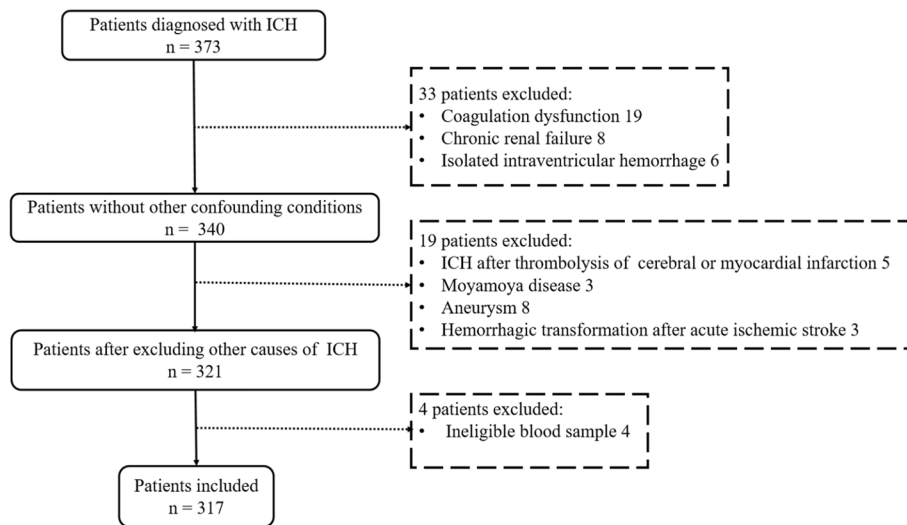 Patients diagnosed with ICH
n = 373
33 patients excluded:
• Coagulation dysfunction 19
• Chronic renal failure 8
• Isolated intraventricular hemorrhage 6
Patients without other confounding conditions
n = 340
19 patients excluded:
• ICH after thrombolysis of cerebral or myocardial infarction 5
• Moyamoya disease 3
• Aneurysm 8
• Hemorrhagic transformation after acute ischemic stroke 3
Patients after excluding other causes of ICH
n = 321
4 patients excluded:
• Ineligible blood sample 4
Patients included
n = 317